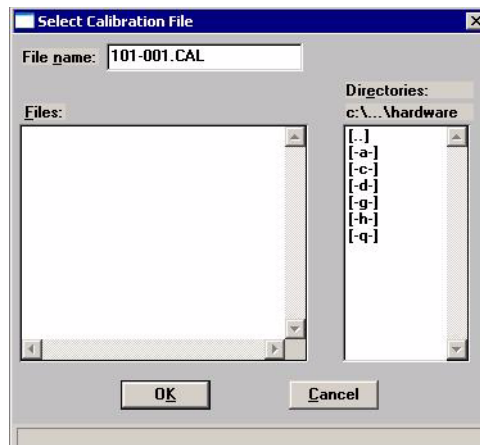 Select Calibration File
File name: 101-001.CAL
Directories:
Files:
c:\...\hardware
[..]
[-a-]
[-c-]
[-d-]
[-g-]
[-h-]
[-q-]
OK
Cancel